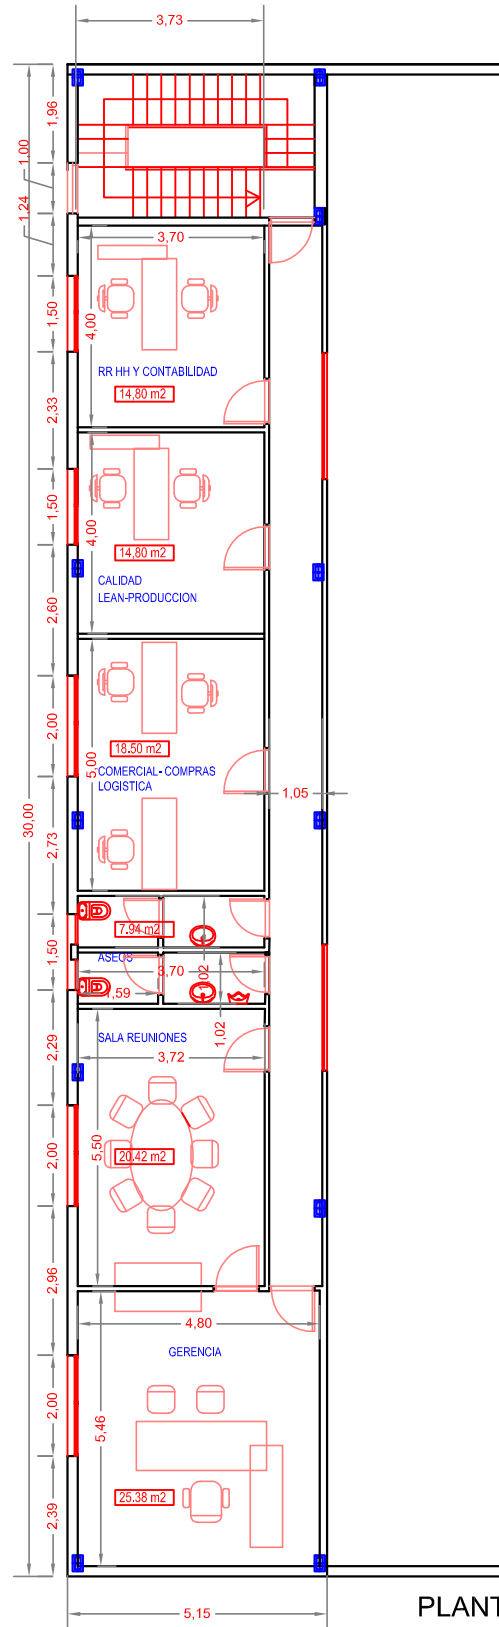 3,73
1,96
1.00
1.24
3,70
4,00
1,50
RR HH Y CONTABILIDAD
14,80 m2
2,33
4,00
1,50
14,80 m2
CALIDAD
LEAN-PRODUCCION
2,60
2,00
18.50 m2
5,00
COMERCIAL- COMPRAS
LOGISTICA
1,05
30,00
2,73
7.94 m2
1,50
ASEOS
3,70
1,02
1,59
1,02
2,29
SALA REUNIONES
3,72
5,50
2,00
20.42 m2
2,96
4,80
GERENCIA
2,00
5,46
25.38 m2
2,39
5,15
PLANT